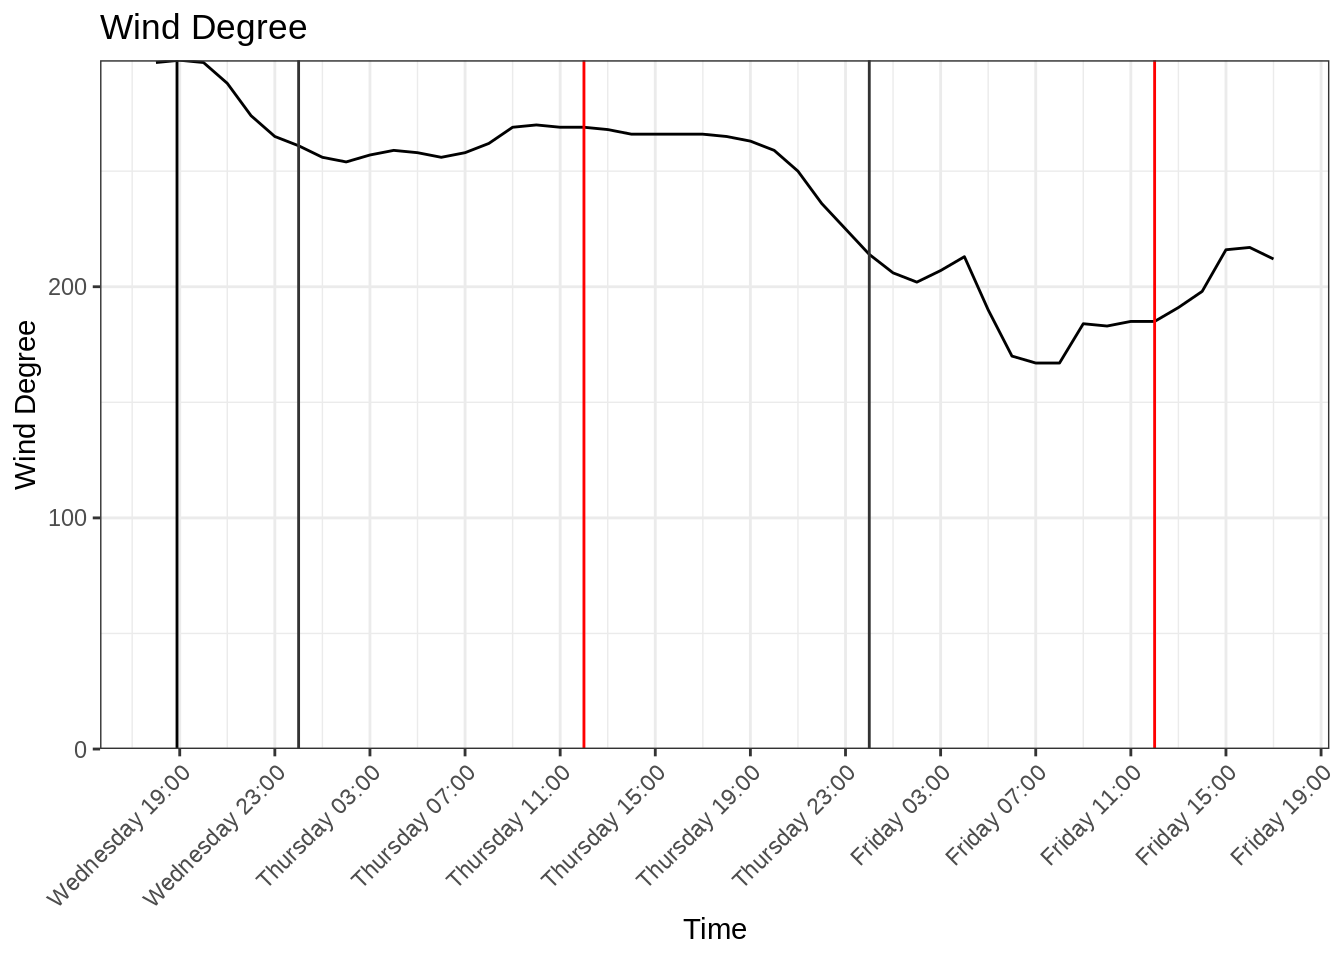 Wind Degree
Wind Degree
200
100
0
Wednesday 19:00
Wednesday 23:00
Thursday 03:00
Thursday 07:00
Thursday 11:00
Thursday 15:00
Thursday 19:00
Thursday 23:00
Friday 03:00
Friday 07:00
Friday 11:00
Friday 15:00
Friday 19:00
Time